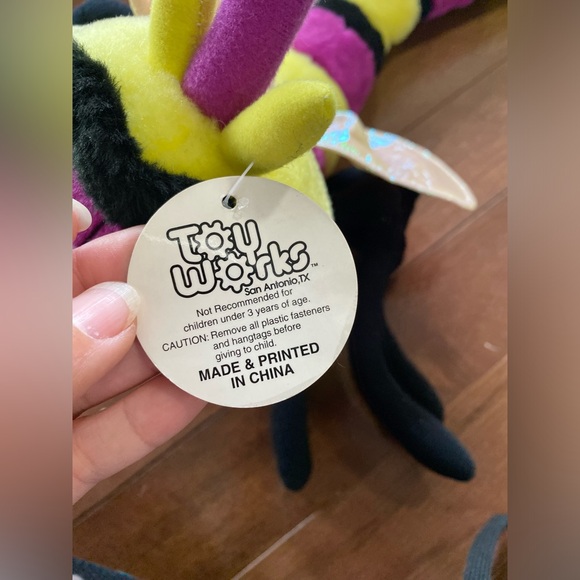 Toy
Works™
San Antonio,TX
Not Recommended for
children under 3 years of age.
CAUTION: Remove all plastic fasteners
and hangtags before
giving to child.
MADE & PRINTED
IN CHINA